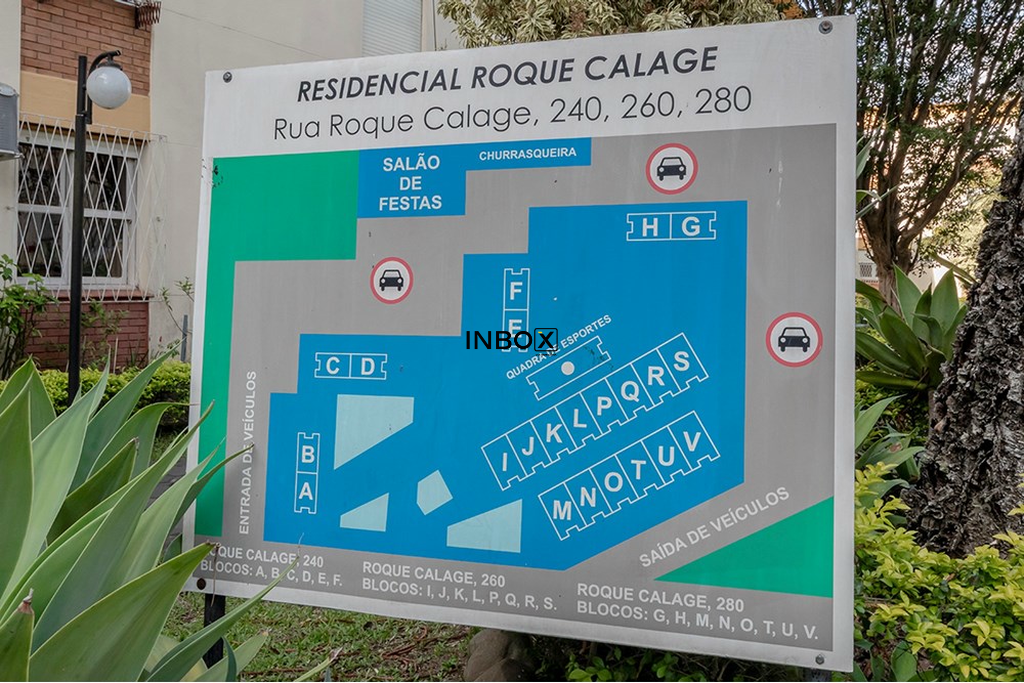 RESIDENCIAL ROQUE CALAGE
Rua Roque Calage, 240, 260, 280
SALÃO
DE
FESTAS
CHURRASQUEIRA
H G
F
E
INBOX
QUADRA DE ESPORTES
C D
I J K L P Q R S
B
A
M N O T U V
ENTRADA DE VEÍCULOS
SAÍDA DE VEÍCULOS
ROQUE CALAGE, 240
BLOCOS: A, B, C, D, E, F.
ROQUE CALAGE, 260
BLOCOS: I, J, K, L, P, Q, R, S.
ROQUE CALAGE, 280
BLOCOS: G, H, M, N, O, T, U, V.